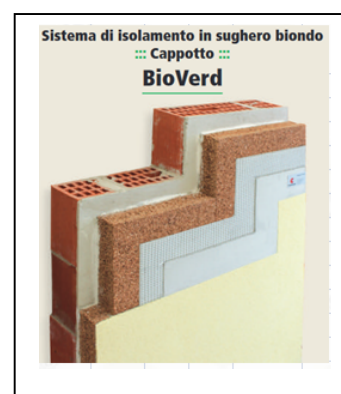 Sistema di isolamento in sughero biondo
::: Cappotto :::
BioVerd